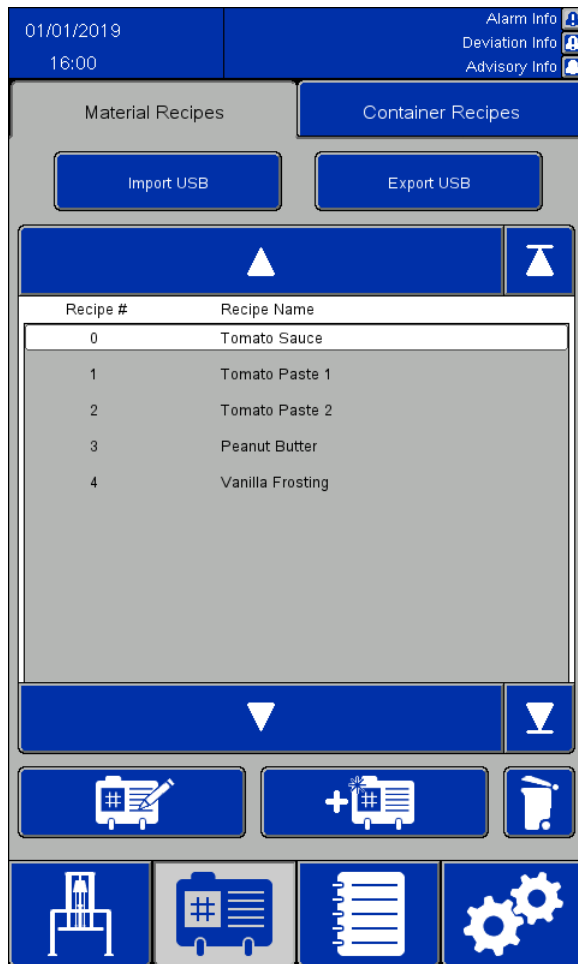 01/01/2019
16:00
Alarm Info
Deviation Info
Advisory Info
Material Recipes
Container Recipes
Import USB
Export USB
Recipe # Recipe Name
0 Tomato Sauce
1 Tomato Paste 1
2 Tomato Paste 2
3 Peanut Butter
4 Vanilla Frosting